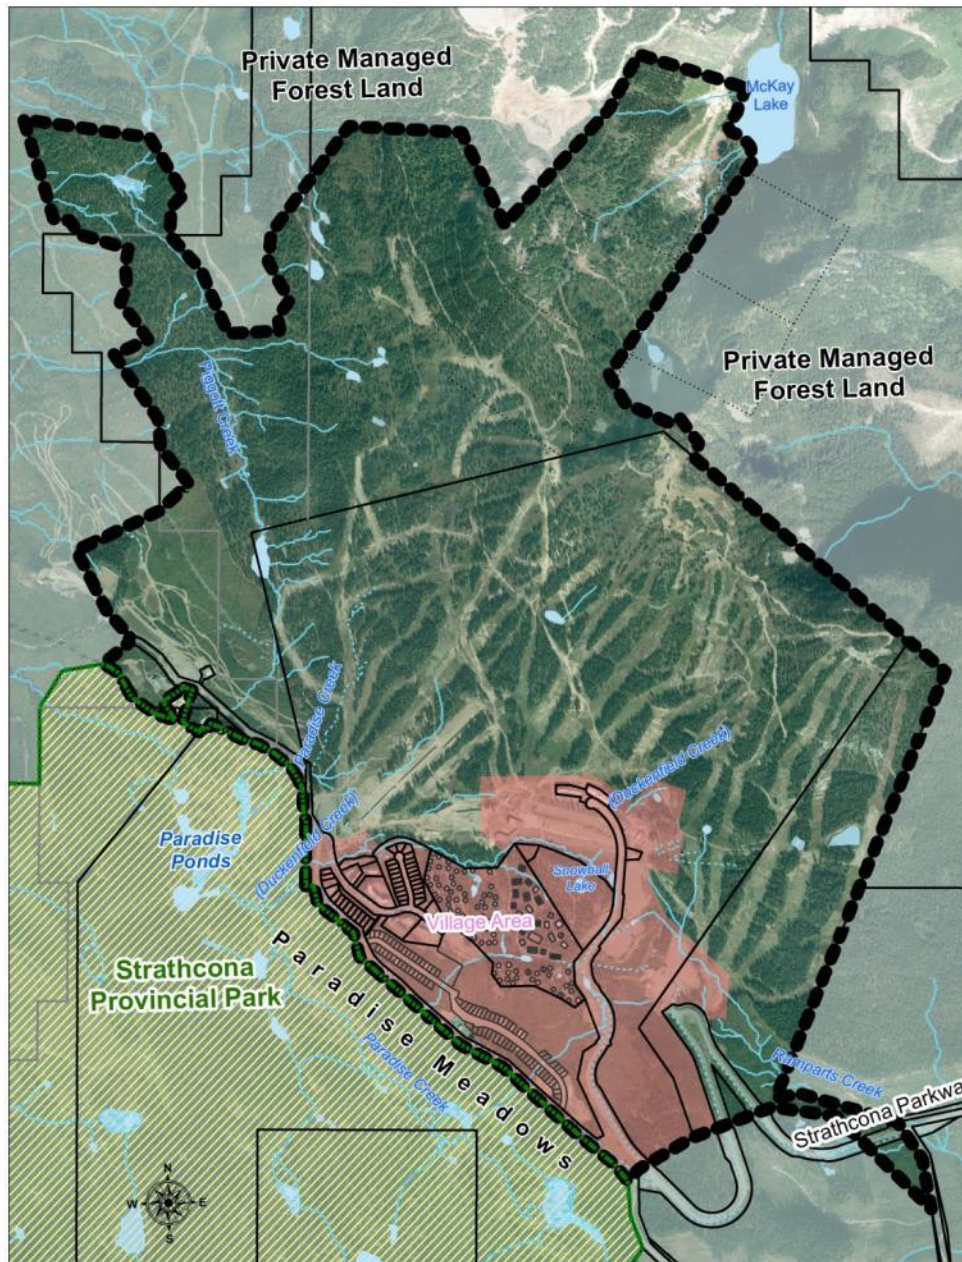 Private Managed
Forest Land
McKay
Lake
Private Managed
Forest Land
Piggott Creek
Paradise Creek
(Duckenfield Creek)
(Duckenfield Creek)
Paradise
Ponds
Snowball
Lake
Village Area
Strathcona
Provincial Park
Paradise Meadows
Paradise Creek
Ramparts Creek
Strathcona Parkwa
N
W
E
S